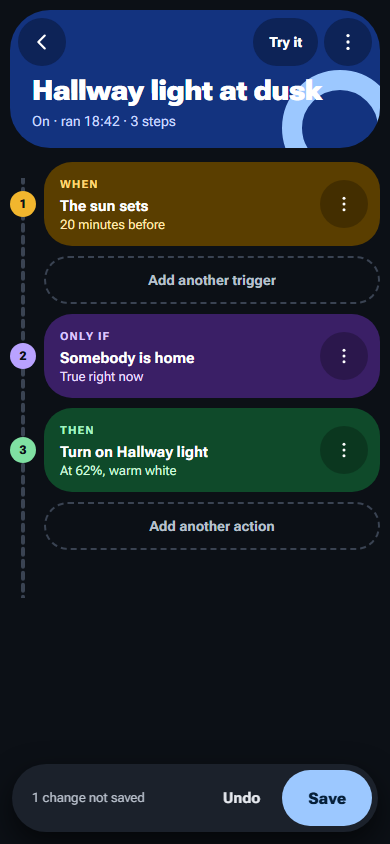 Try it
Hallway light at dusk
On · ran 18:42 · 3 steps
1
WHEN
The sun sets
20 minutes before
Add another trigger
2
ONLY IF
Somebody is home
True right now
3
THEN
Turn on Hallway light
At 62%, warm white
Add another action
1 change not saved
Undo
Save